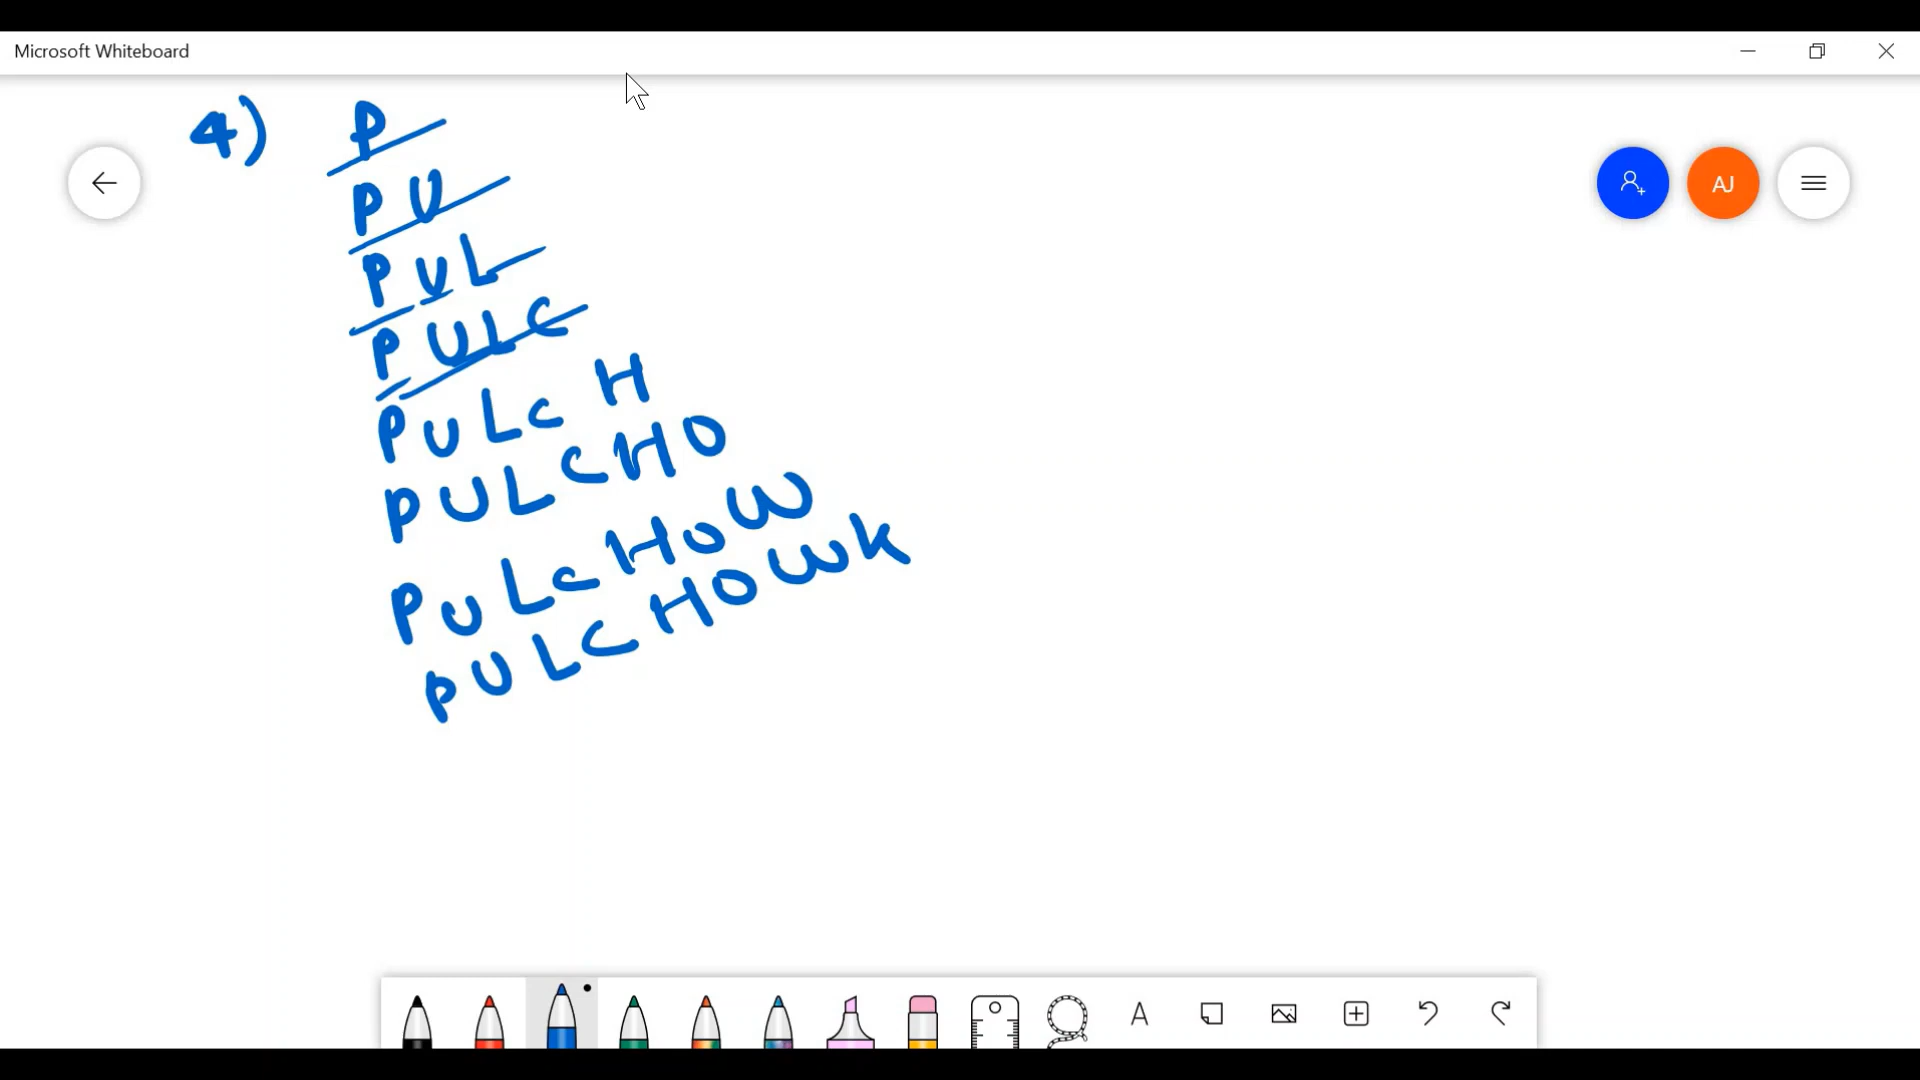 Microsoft Whiteboard
4) P
PU
PUL
PULC
AJ
PULCH
PULCHO
PULCHOW
PULCHOWK
A